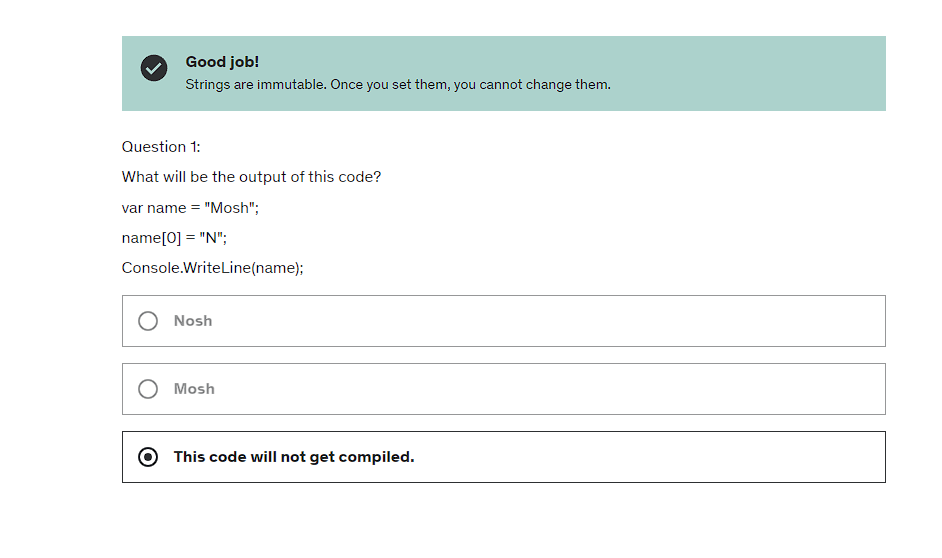 Good job!
Strings are immutable. Once you set them, you cannot change them.
Question 1:
What will be the output of this code?
var name = "Mosh";
name[0] = "N";
Console.WriteLine(name);
Nosh
Mosh
This code will not get compiled.